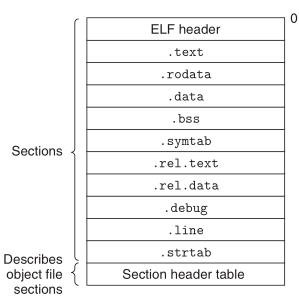 0
ELF header
.text
.rodata
.data
.bss
.symtab
.rel.text
.rel.data
.debug
.line
.strtab
Section header table
Sections
Describes
object file
sections